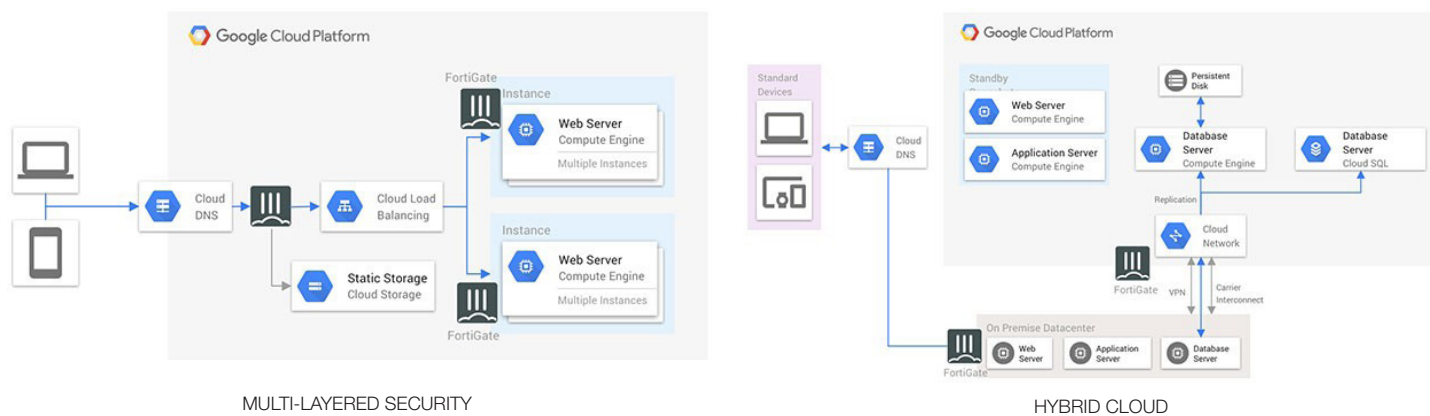 Google Cloud Platform
FortiGate
Instance
Web Server
Compute Engine
Multiple Instances
Cloud
DNS
Cloud Load
Balancing
Static Storage
Cloud Storage
Instance
Web Server
Compute Engine
Multiple Instances
FortiGate
MULTI-LAYERED SECURITY
Google Cloud Platform
Standard
Devices
Cloud
DNS
Standby
Web Server
Compute Engine
Application Server
Compute Engine
Persistent
Disk
Database
Server
Compute Engine
Database
Server
Cloud SQL
Replication
Cloud
Network
FortiGate
VPN
Carrier
Interconnect
On Premise Datacenter
FortiGate
Web
Server
Application
Server
Database
Server
HYBRID CLOUD